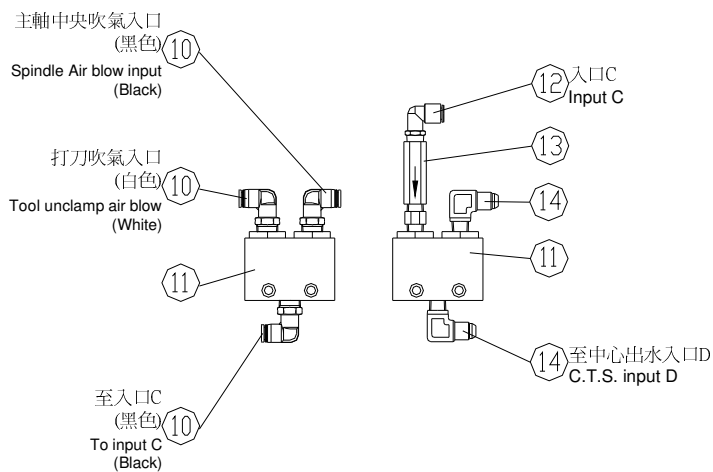 主軸中央吹氣入口
(黑色)
10
Spindle Air blow input
(Black)
打刀吹氣入口
(白色)
10
Tool unclamp air blow
(White)
11
至入口C
(黑色)
10
To input C
(Black)
12
入口C
Input C
13
14
11
14
至中心出水入口D
C.T.S. input D